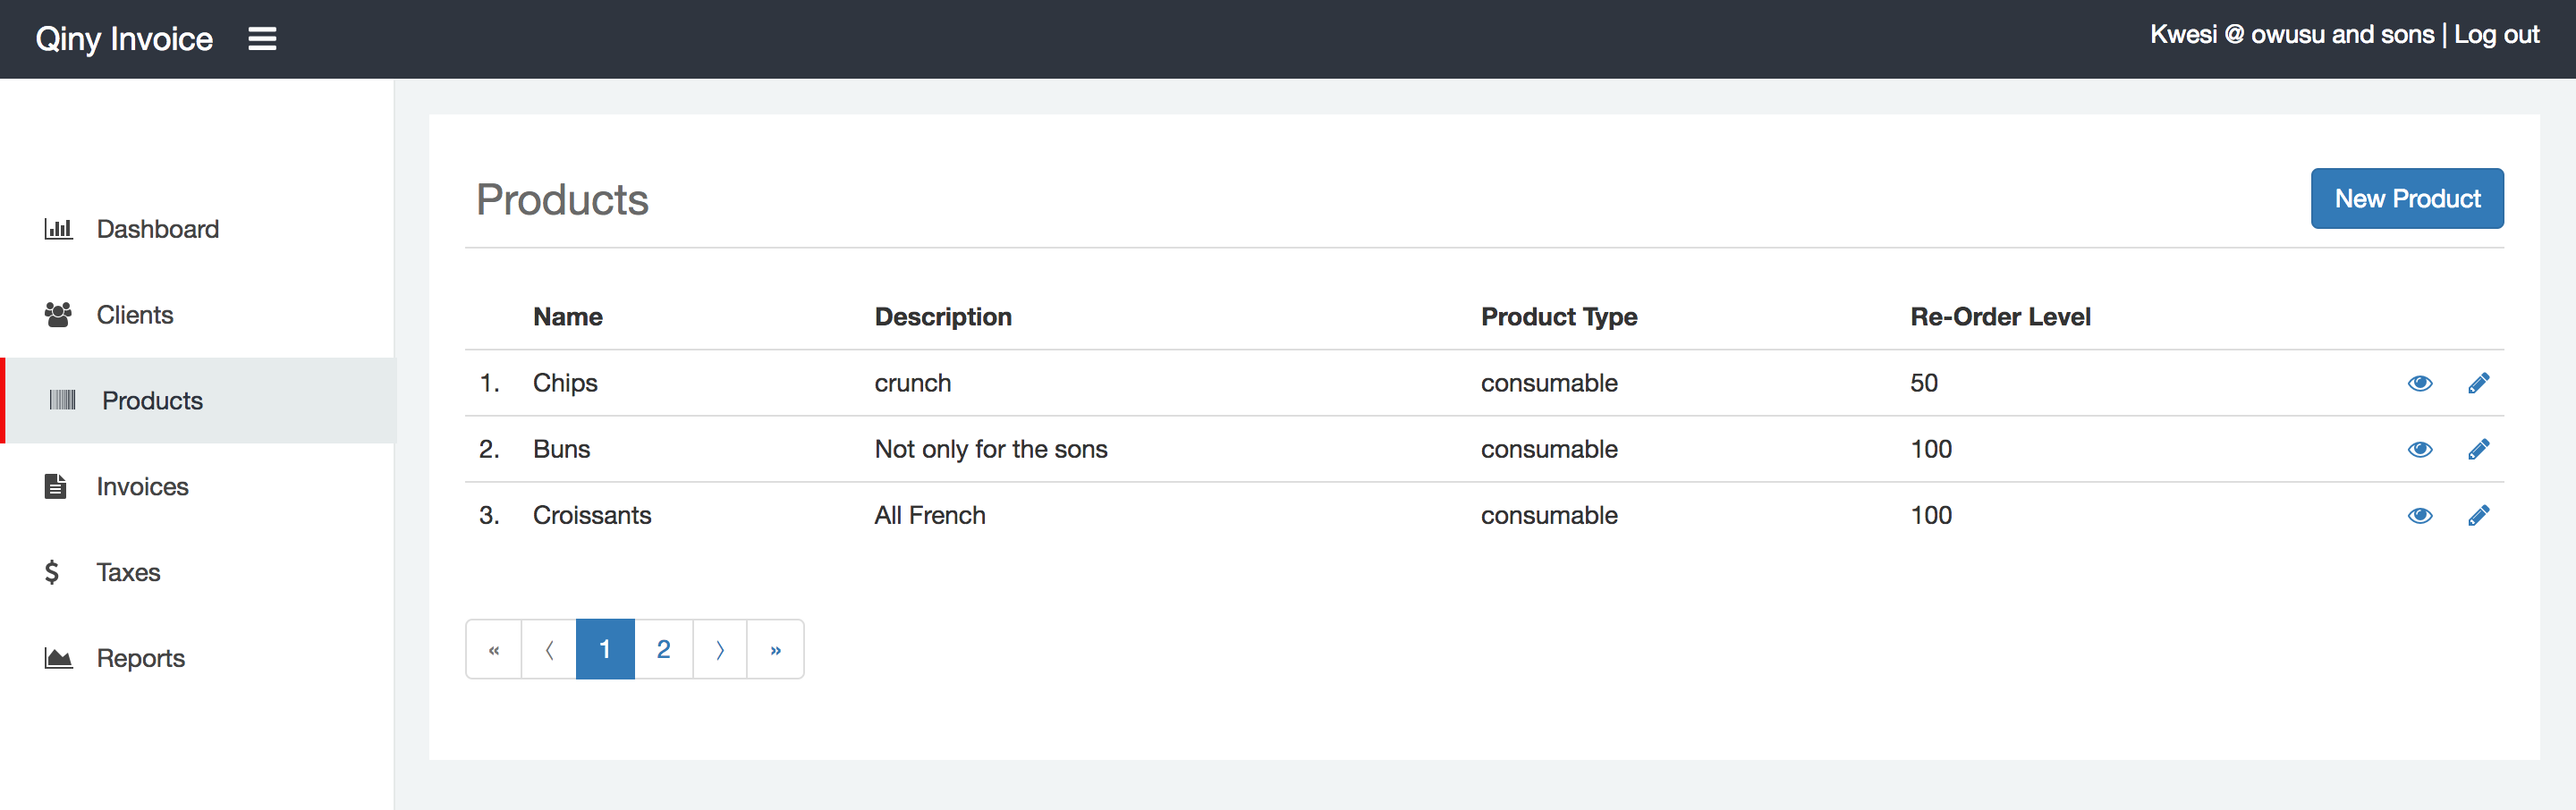 Qiny Invoice
Kwesi @ owusu and sons | Log out
Dashboard
Clients
Products
Invoices
Taxes
Reports
Products
New Product
Name Description Product Type Re-Order Level
1. Chips crunch consumable 50
2. Buns Not only for the sons consumable 100
3. Croissants All French consumable 100
« 〈 1 2 〉 »